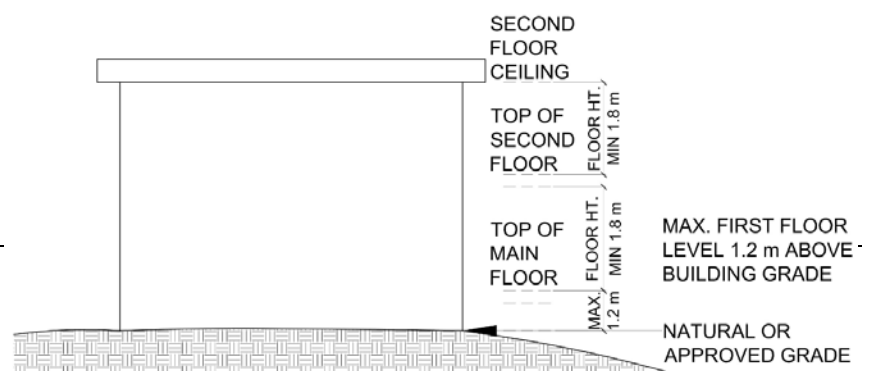 SECOND
FLOOR
CEILING
FLOOR HT.
MIN 1.8 m
TOP OF
SECOND
FLOOR
TOP OF
MAIN
FLOOR
FLOOR HT.
MIN 1.8 m
MAX. FIRST FLOOR
LEVEL 1.2 m ABOVE
BUILDING GRADE
MAX.
1.2 m
NATURAL OR
APPROVED GRADE